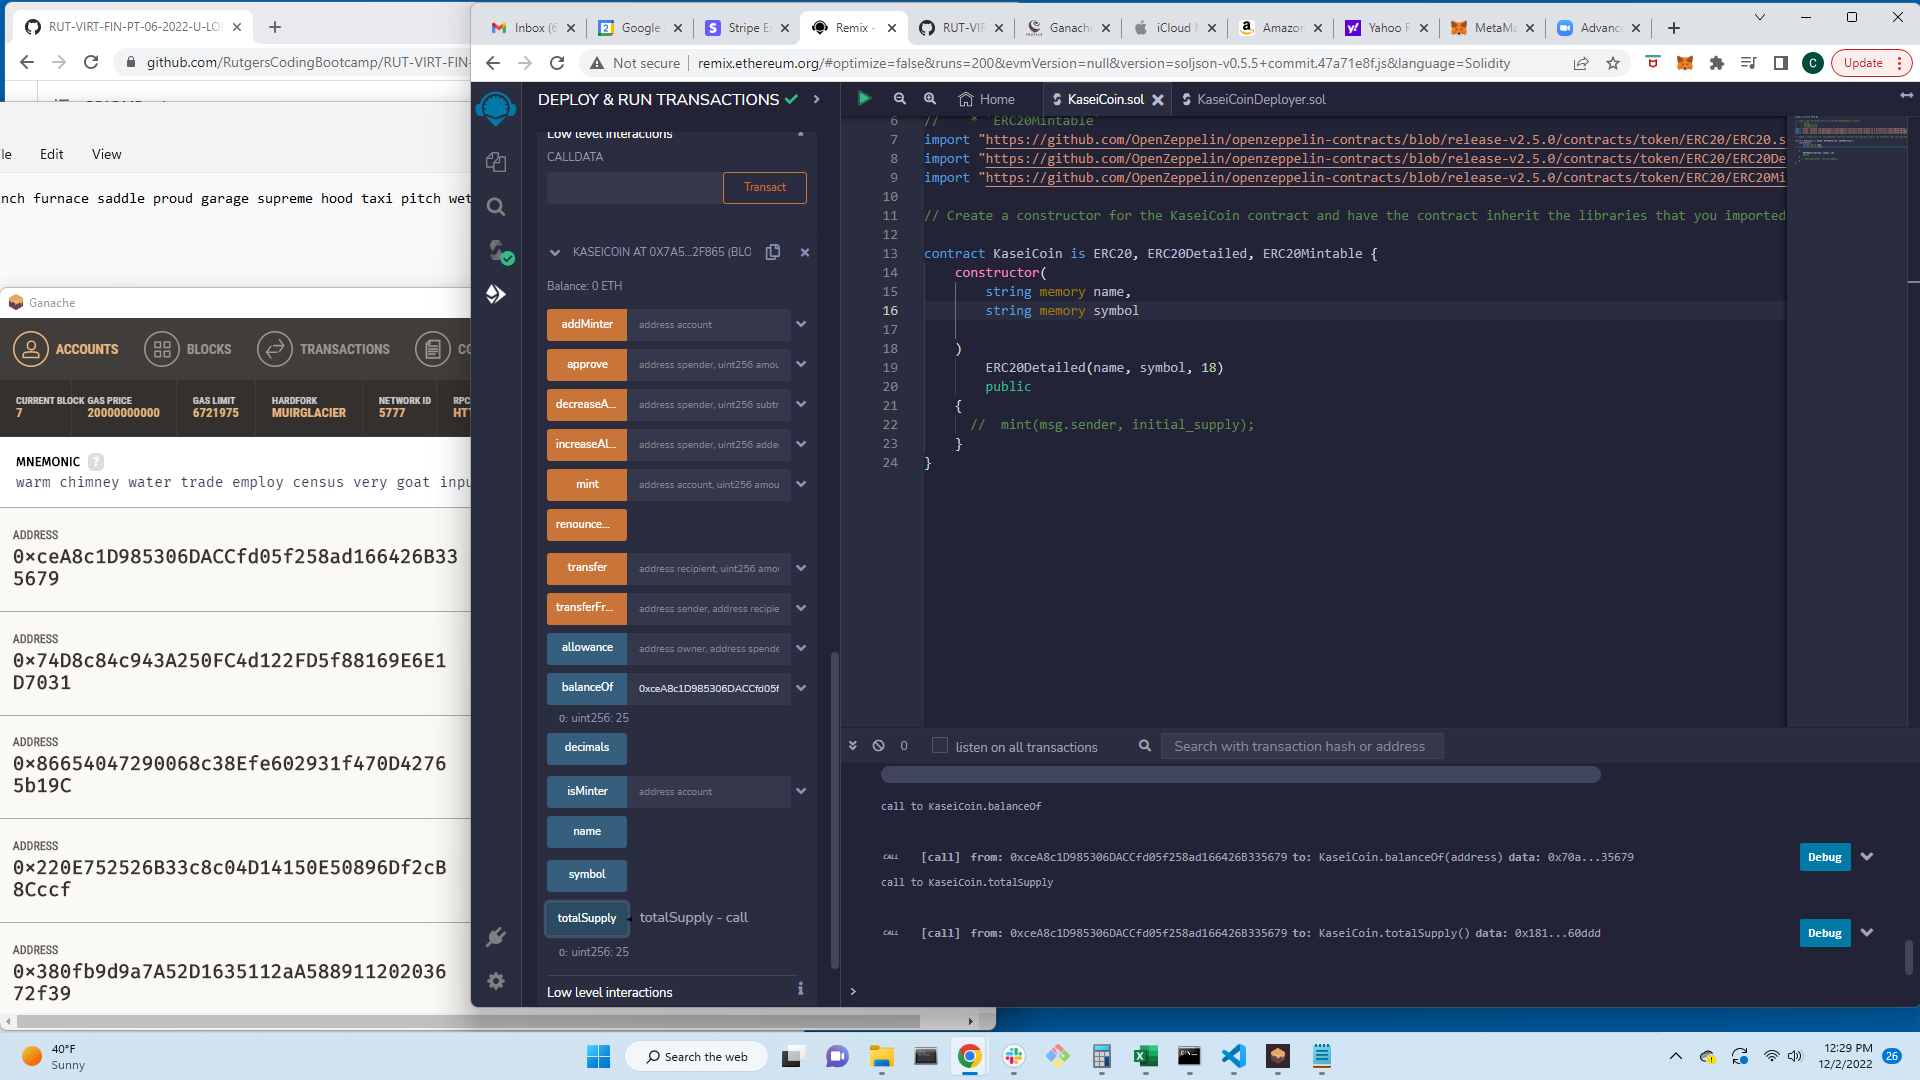 RUT-VIRT-FIN-PT-06-2022-U-LOL
github.com/RutgersCodingBootcamp/RUT-VIRT-FIN-
Edit
View
furnace saddle proud garage supreme hood taxi pitch wet
Ganache
ACCOUNTS
BLOCKS
TRANSACTIONS
CURRENT BLOCK
7
GAS PRICE
20000000000
GAS LIMIT
6721975
HARDFORK
MUIRGLACIER
NETWORK ID
5777
RPC
HT
MNEMONIC ?
warm chimney water trade employ census very goat inpu
ADDRESS
0×ceA8c1D985306DACCfd05f258ad166426B33
5679
ADDRESS
0×74D8c84c943A250FC4d122FD5f88169E6E1
D7031
ADDRESS
0×86654047290068c38Efe602931f470D42765
5b19C
ADDRESS
0×220E752526B33c8c04D14150E50896Df2cB
8Cccf
ADDRESS
0×380fb9d9a7A52D1635112aA588911202036
72f39
Inbox (6
Google
Stripe E
Remix -
RUT-VIR
Ganach
iCloud M
Amazon
Yahoo F
MetaMa
Advanc
Not secure
remix.ethereum.org/#optimize=false&runs=200&evmVersion=null&version=soljson-v0.5.5+commit.47a71e8f.js&language=Solidity
C
Update
DEPLOY & RUN TRANSACTIONS
Low level interactions
CALLDATA
Transact
KASEICOIN AT 0X7A5...2F865 (BLO
Balance: 0 ETH
addMinter address account
approve address spender, uint256 amou
decreaseA... address spender, uint256 subtr
increaseAl... address spender, uint256 adde
mint address account, uint256 amou
renounce...
transfer address recipient, uint256 amou
transferFr... address sender, address recipie
allowance address owner, address spende
balanceOf 0xceA8c1D985306DACCfd05f
0: uint256: 25
decimals
isMinter address account
name
symbol
totalSupply totalSupply - call
0: uint256: 25
Low level interactions
Home
KaseiCoin.sol
KaseiCoinDeployer.sol
6 // * `ERC20Mintable`
7 import "https://github.com/OpenZeppelin/openzeppelin-contracts/blob/release-v2.5.0/contracts/token/ERC20/ERC20.s
8 import "https://github.com/OpenZeppelin/openzeppelin-contracts/blob/release-v2.5.0/contracts/token/ERC20/ERC20De
9 import "https://github.com/OpenZeppelin/openzeppelin-contracts/blob/release-v2.5.0/contracts/token/ERC20/ERC20Mi
10
11 // Create a constructor for the KaseiCoin contract and have the contract inherit the libraries that you imported
12
13 contract KaseiCoin is ERC20, ERC20Detailed, ERC20Mintable {
14 constructor(
15 string memory name,
16 string memory symbol
17
18 )
19 ERC20Detailed(name, symbol, 18)
20 public
21 {
22 // mint(msg.sender, initial_supply);
23 }
24 }
0
listen on all transactions
Search with transaction hash or address
call to KaseiCoin.balanceOf
CALL [call] from: 0xceA8c1D985306DACCfd05f258ad166426B335679 to: KaseiCoin.balanceOf(address) data: 0x70a...35679
Debug
call to KaseiCoin.totalSupply
CALL [call] from: 0xceA8c1D985306DACCfd05f258ad166426B335679 to: KaseiCoin.totalSupply() data: 0x181...60ddd
Debug
>
40°F
Sunny
Search the web
12:29 PM
12/2/2022
26